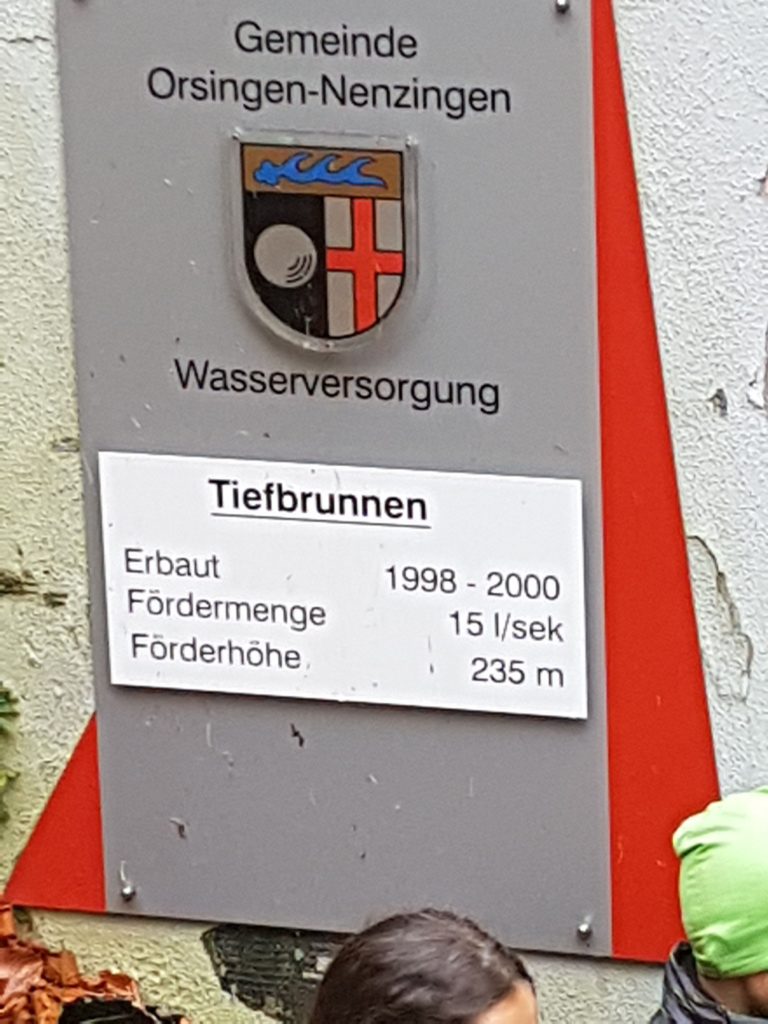 Gemeinde
Orsingen-Nenzingen
Wasserversorgung
Tiefbrunnen
Erbaut 1998 - 2000
Fördermenge 15 l/sek
Förderhöhe 235 m